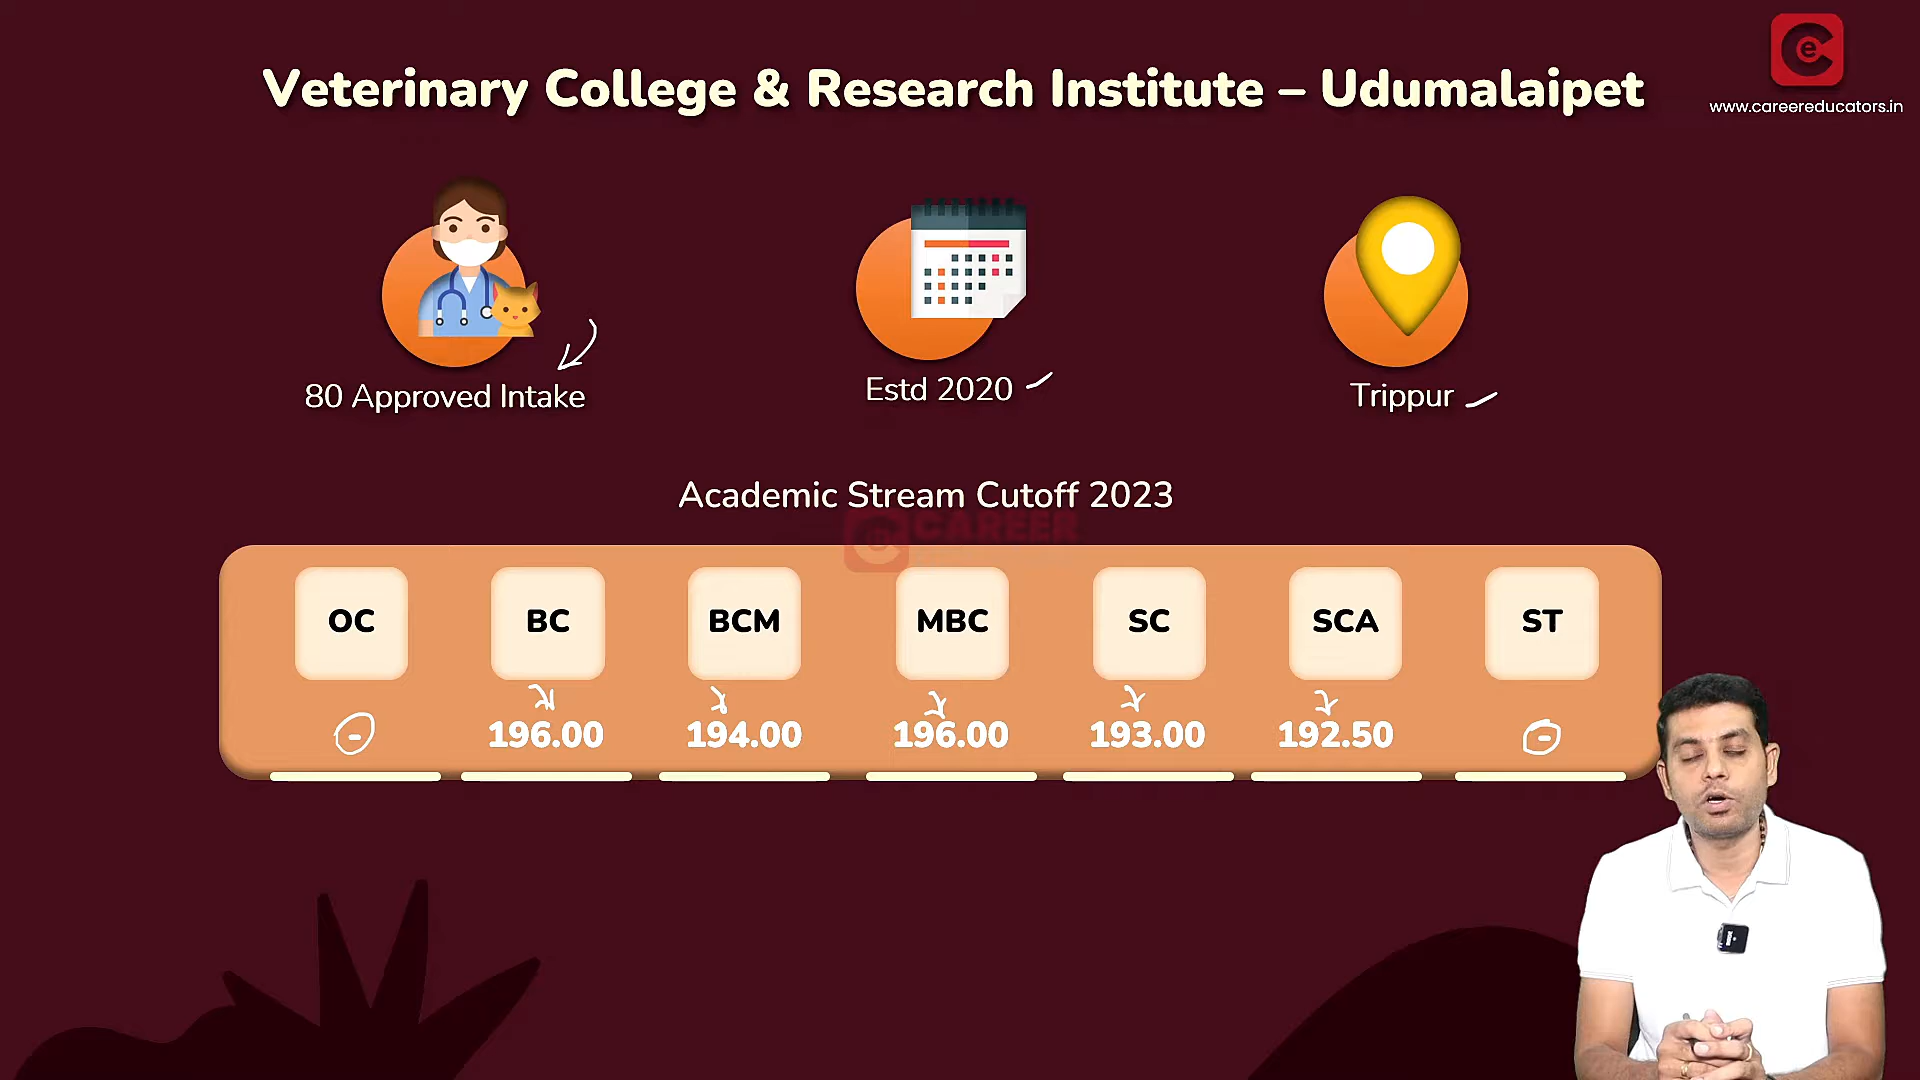 Veterinary College & Research Institute – Udumalaipet
www.careereducators.in
80 Approved Intake
Estd 2020
Trippur
Academic Stream Cutoff 2023
CAREER
OC BC BCM MBC SC SCA ST
- 196.00 194.00 196.00 193.00 192.50 -